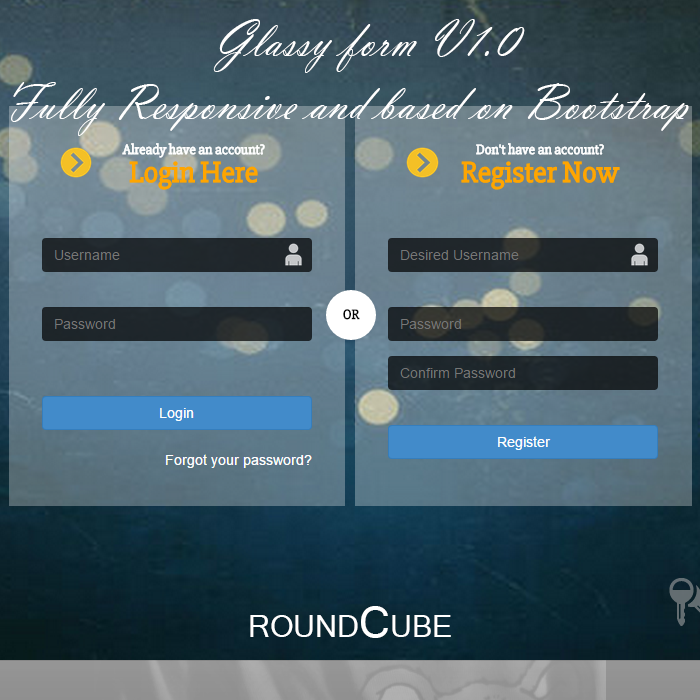 Glassy form V1.0
Fully Responsive and based on Bootstrap
Already have an account?
Login Here
Username
Password
Login
Forgot your password?
OR
Don't have an account?
Register Now
Desired Username
Password
Confirm Password
Register
ROUNDCUBE